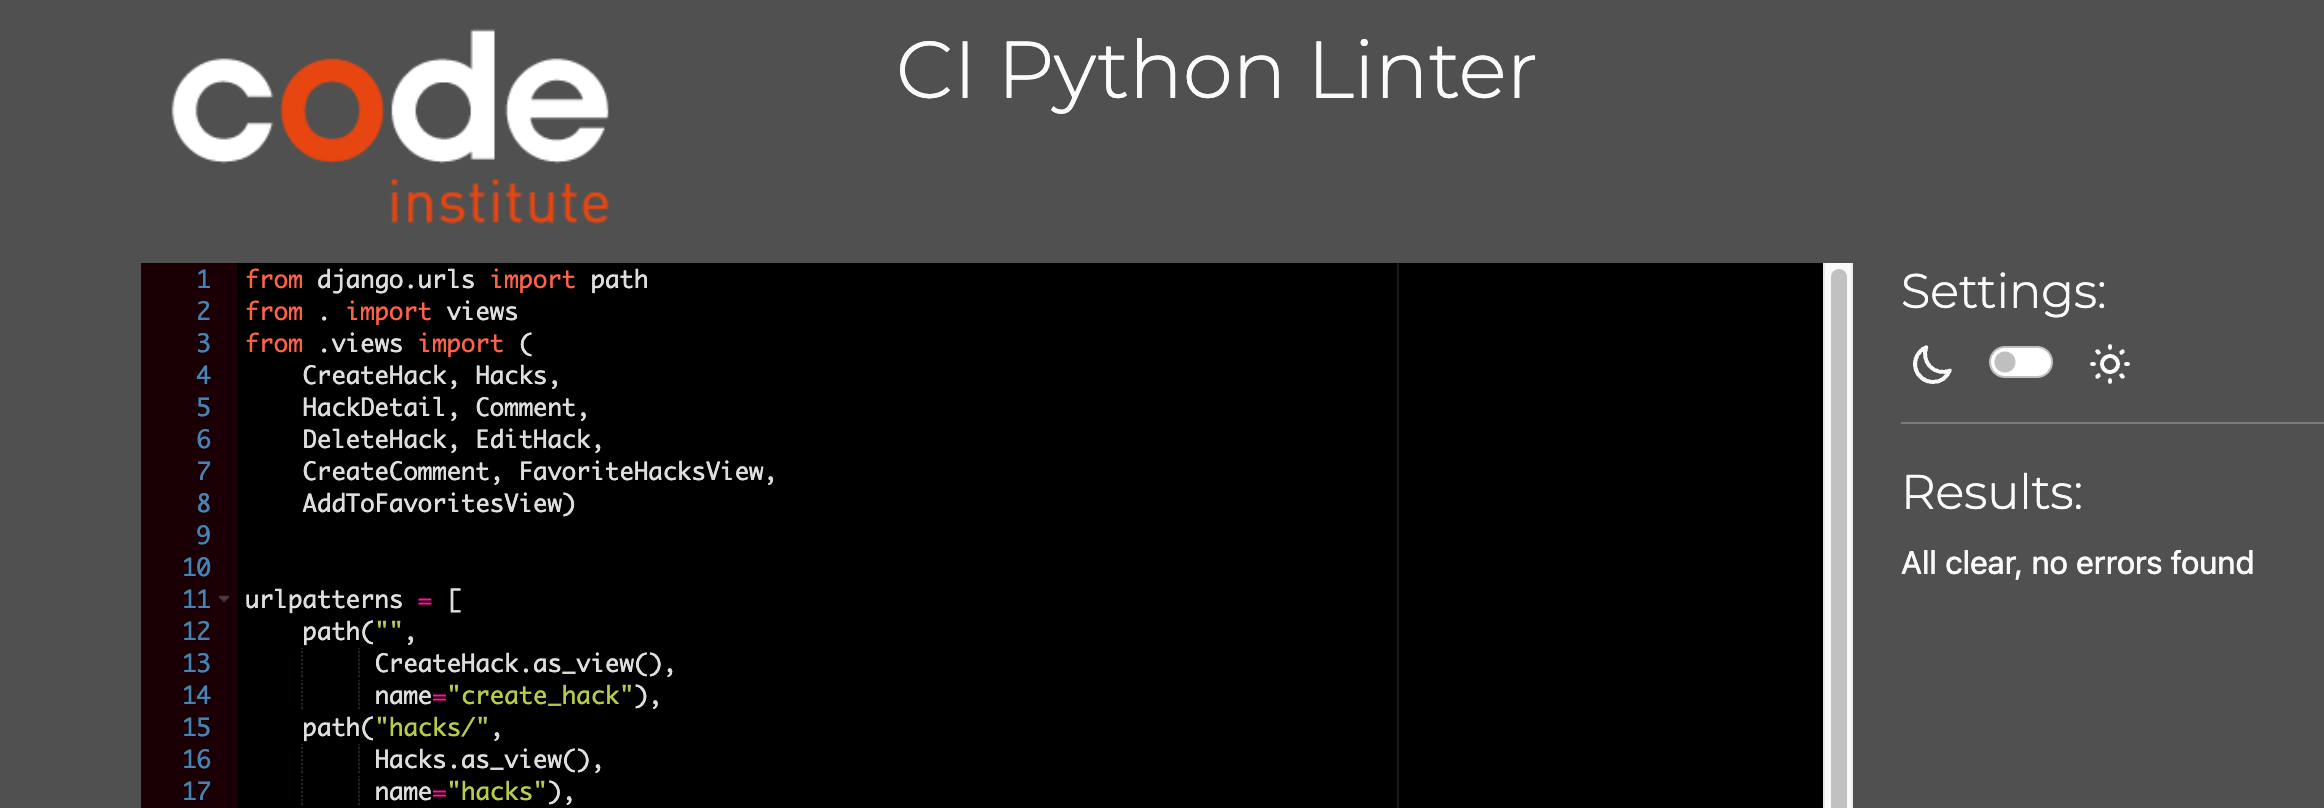 code
institute
CI Python Linter
1 from django.urls import path
2 from . import views
3 from .views import (
4     CreateHack, Hacks,
5     HackDetail, Comment,
6     DeleteHack, EditHack,
7     CreateComment, FavoriteHacksView,
8     AddToFavoritesView)
9
10
11 urlpatterns = [
12     path("",
13          CreateHack.as_view(),
14          name="create_hack"),
15     path("hacks/",
16          Hacks.as_view(),
17          name="hacks"),
Settings:
Results:
All clear, no errors found